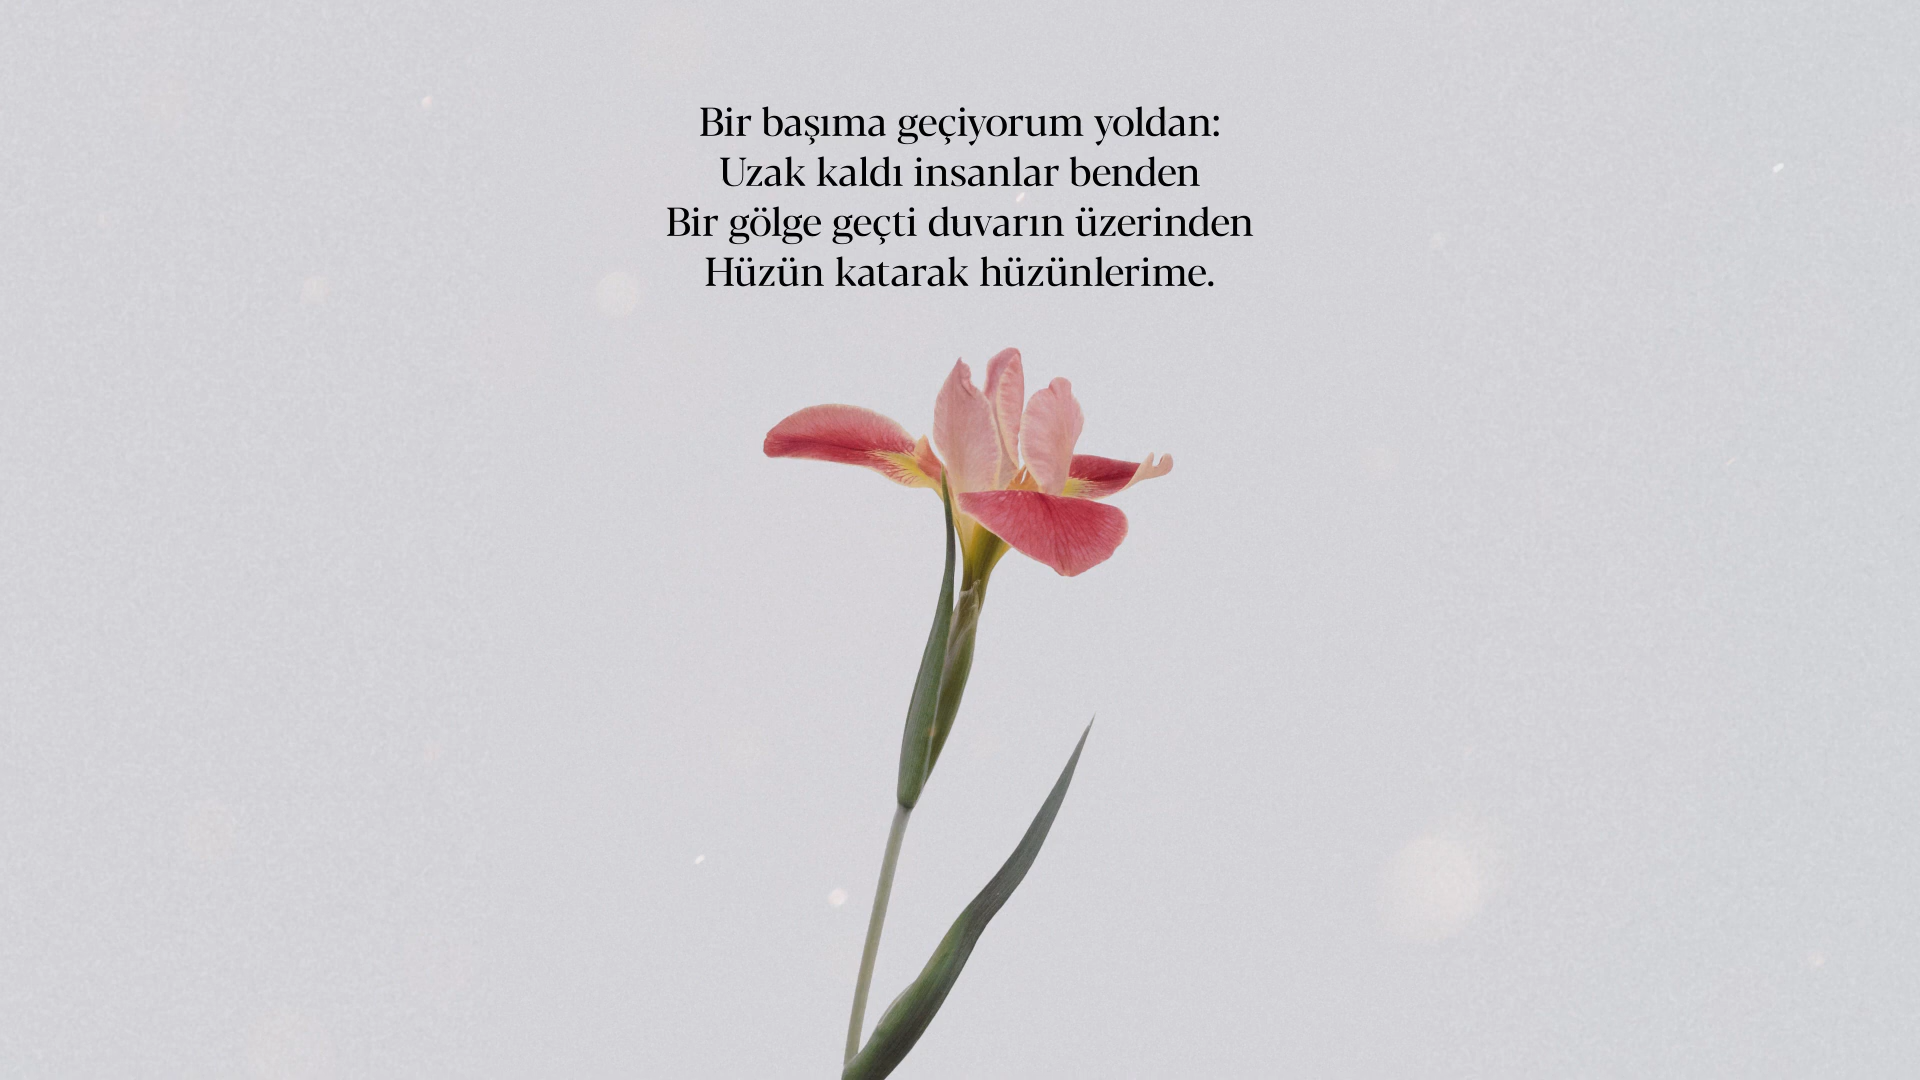 Bir başıma geçiyorum yoldan:
Uzak kaldı insanlar benden
Bir gölge geçti duvarın üzerinden
Hüzün katarak hüzünlerime.